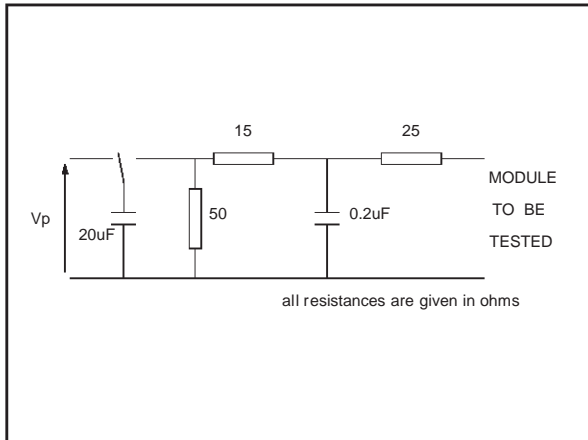 15
25
MODULE
Vp
50
0.2uF
TO BE
20uF
TESTED
all resistances are given in ohms